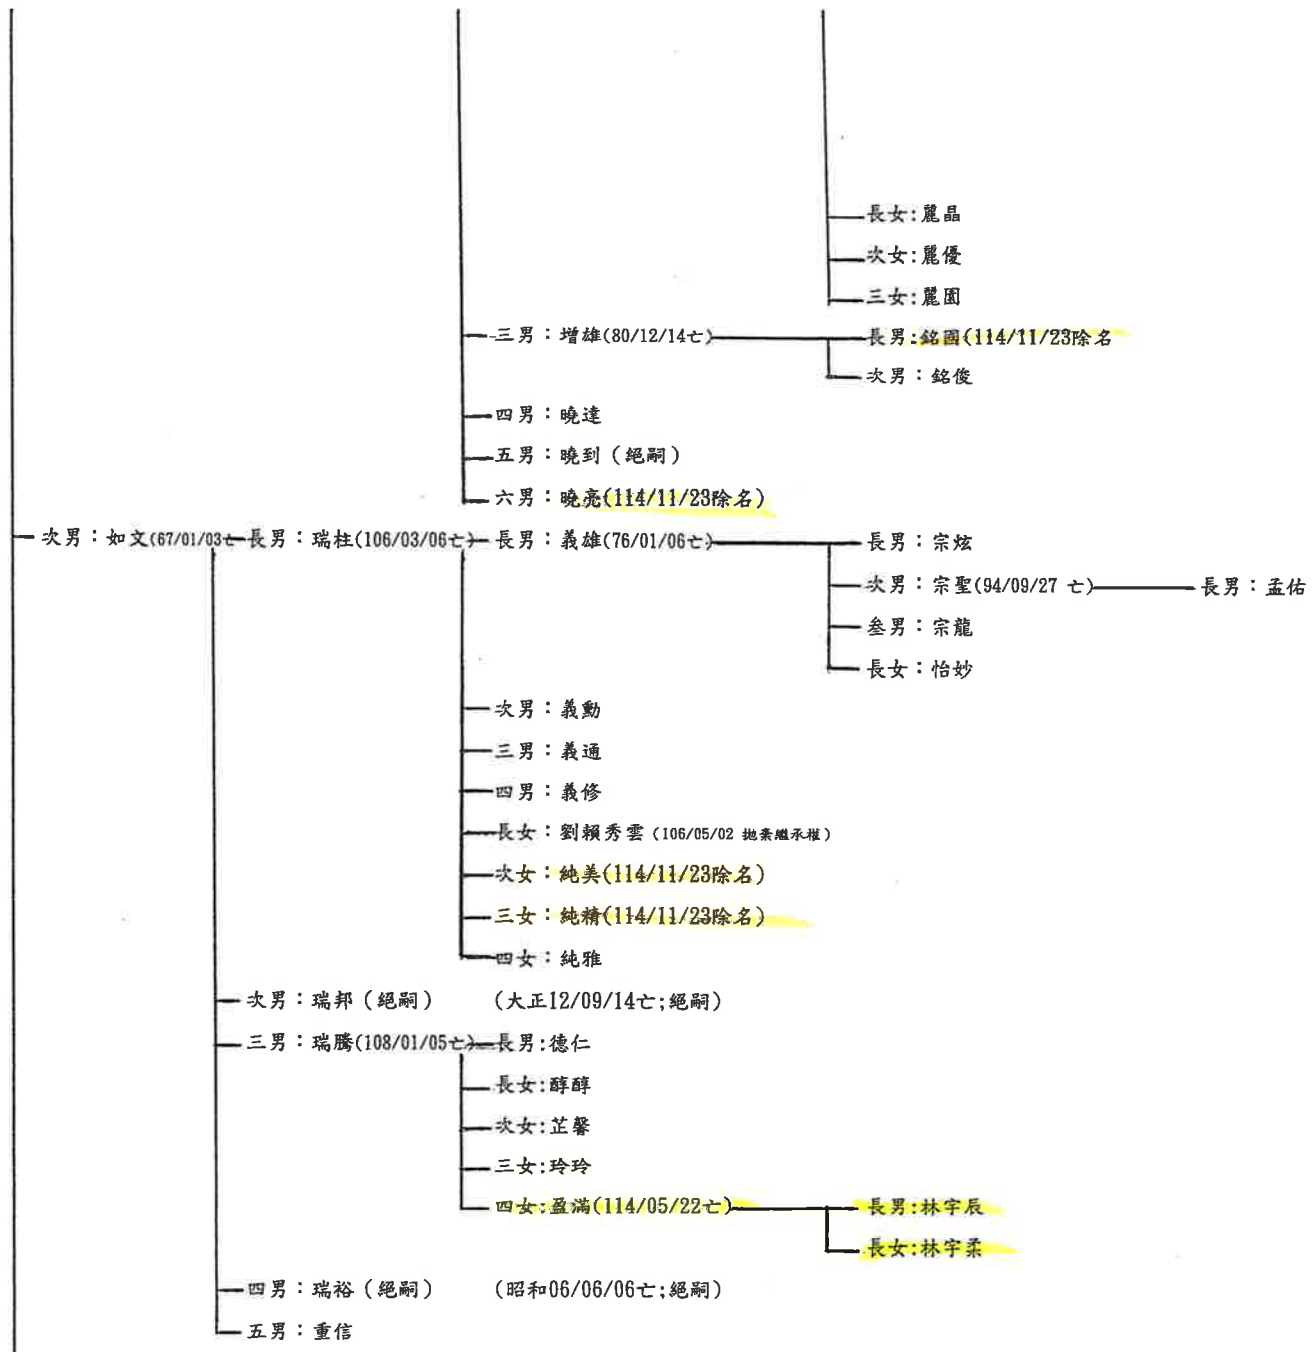 長女:麗晶
次女:麗優
三女:麗園
三男：增雄(80/12/14亡) 長男:銘國(114/11/23除名
次男：銘俊
四男：曉達
五男：曉到（絕嗣）
六男：曉亮(114/11/23除名)
次男：如文(67/01/03亡 長男：瑞柱(106/03/06亡) 長男：義雄(76/01/06亡) 長男：宗炫
次男：宗聖(94/09/27 亡) 長男：孟佑
叁男：宗龍
長女：怡妙
次男：義勳
三男：義通
四男：義修
長女：劉賴秀雲 (106/05/02 拋棄繼承權)
次女：純美(114/11/23除名)
三女：純精(114/11/23除名)
四女：純雅
次男：瑞邦（絕嗣） (大正12/09/14亡;絕嗣)
三男：瑞騰(108/01/05亡) 長男:德仁
長女:醇醇
次女:芷馨
三女:玲玲
四女:盈滿(114/05/22亡) 長男:林宇辰
長女:林宇柔
四男：瑞裕（絕嗣） (昭和06/06/06亡;絕嗣)
五男：重信